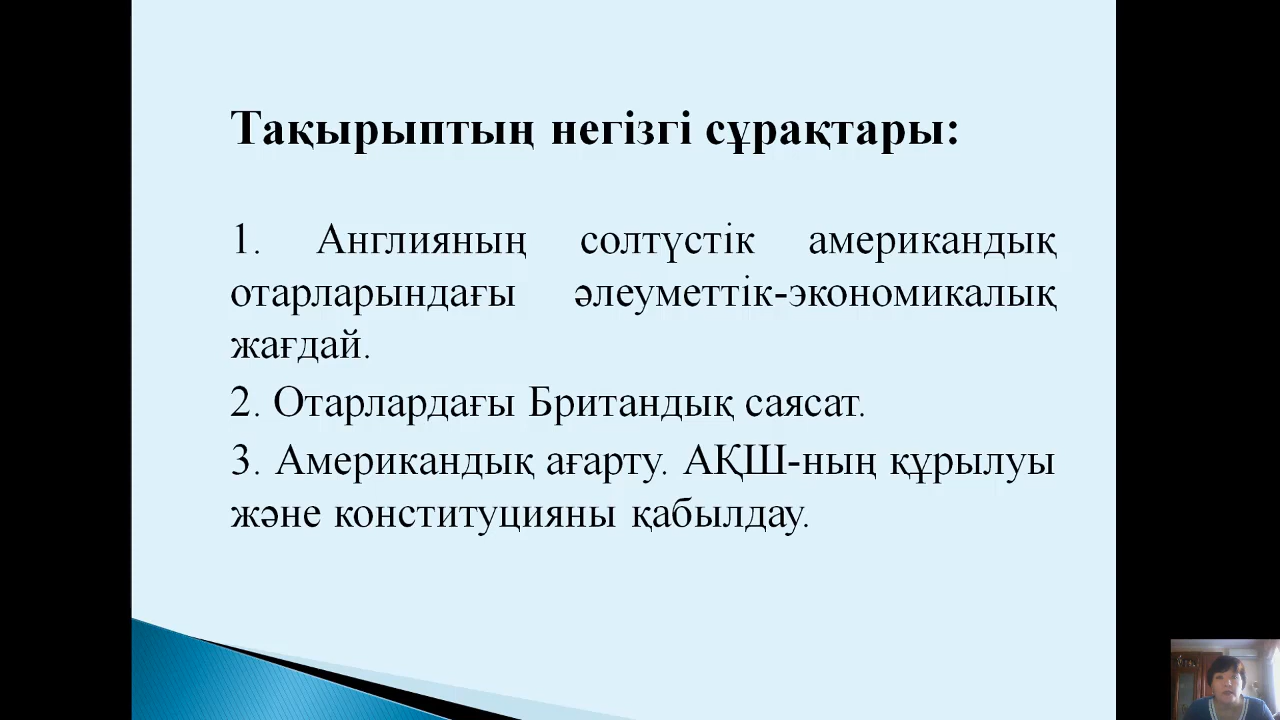 Тақырыптың негізгі сұрақтары:
1. Англияның солтүстік американдық
отарларындағы әлеуметтік-экономикалық
жағдай.
2. Отарлардағы Британдық саясат.
3. Американдық ағарту. АҚШ-ның құрылуы
және конституцияны қабылдау.